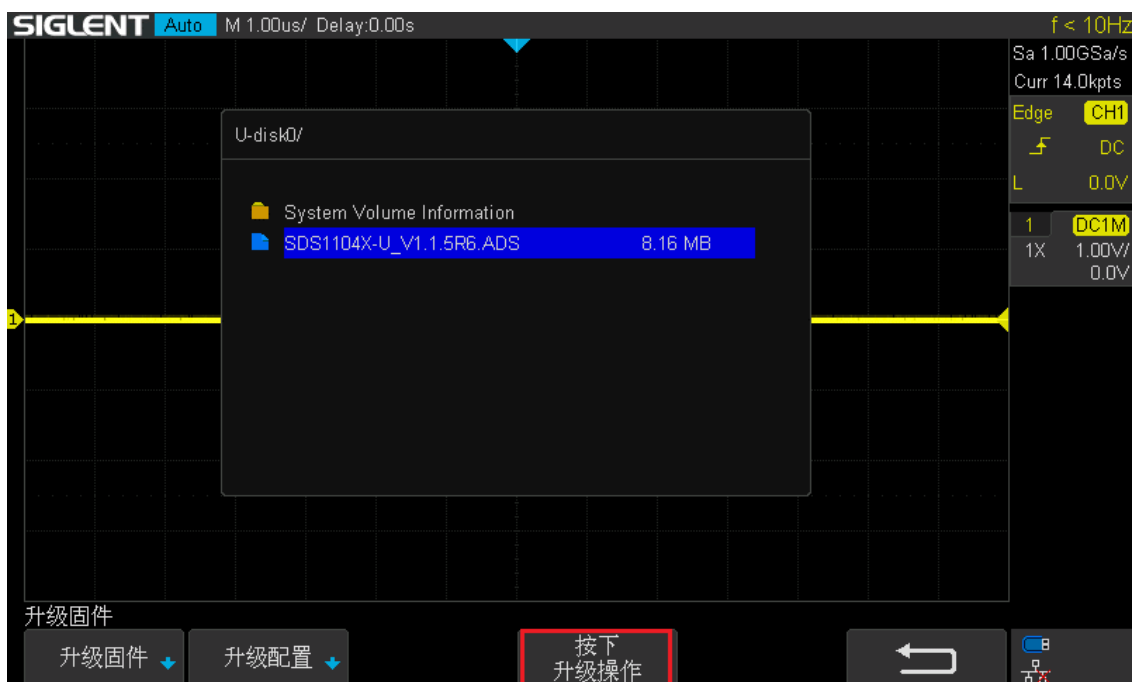 SIGLENT Auto M 1.00us/ Delay:0.00s f < 10Hz
Sa 1.00GSa/s
Curr 14.0kpts
Edge CH1
DC
L 0.0V
1 DC1M
1X 1.00V/
0.0V
U-disk0/
System Volume Information
SDS1104X-U_V1.1.5R6.ADS 8.16 MB
1
升级固件
升级固件 升级配置 按下
升级操作